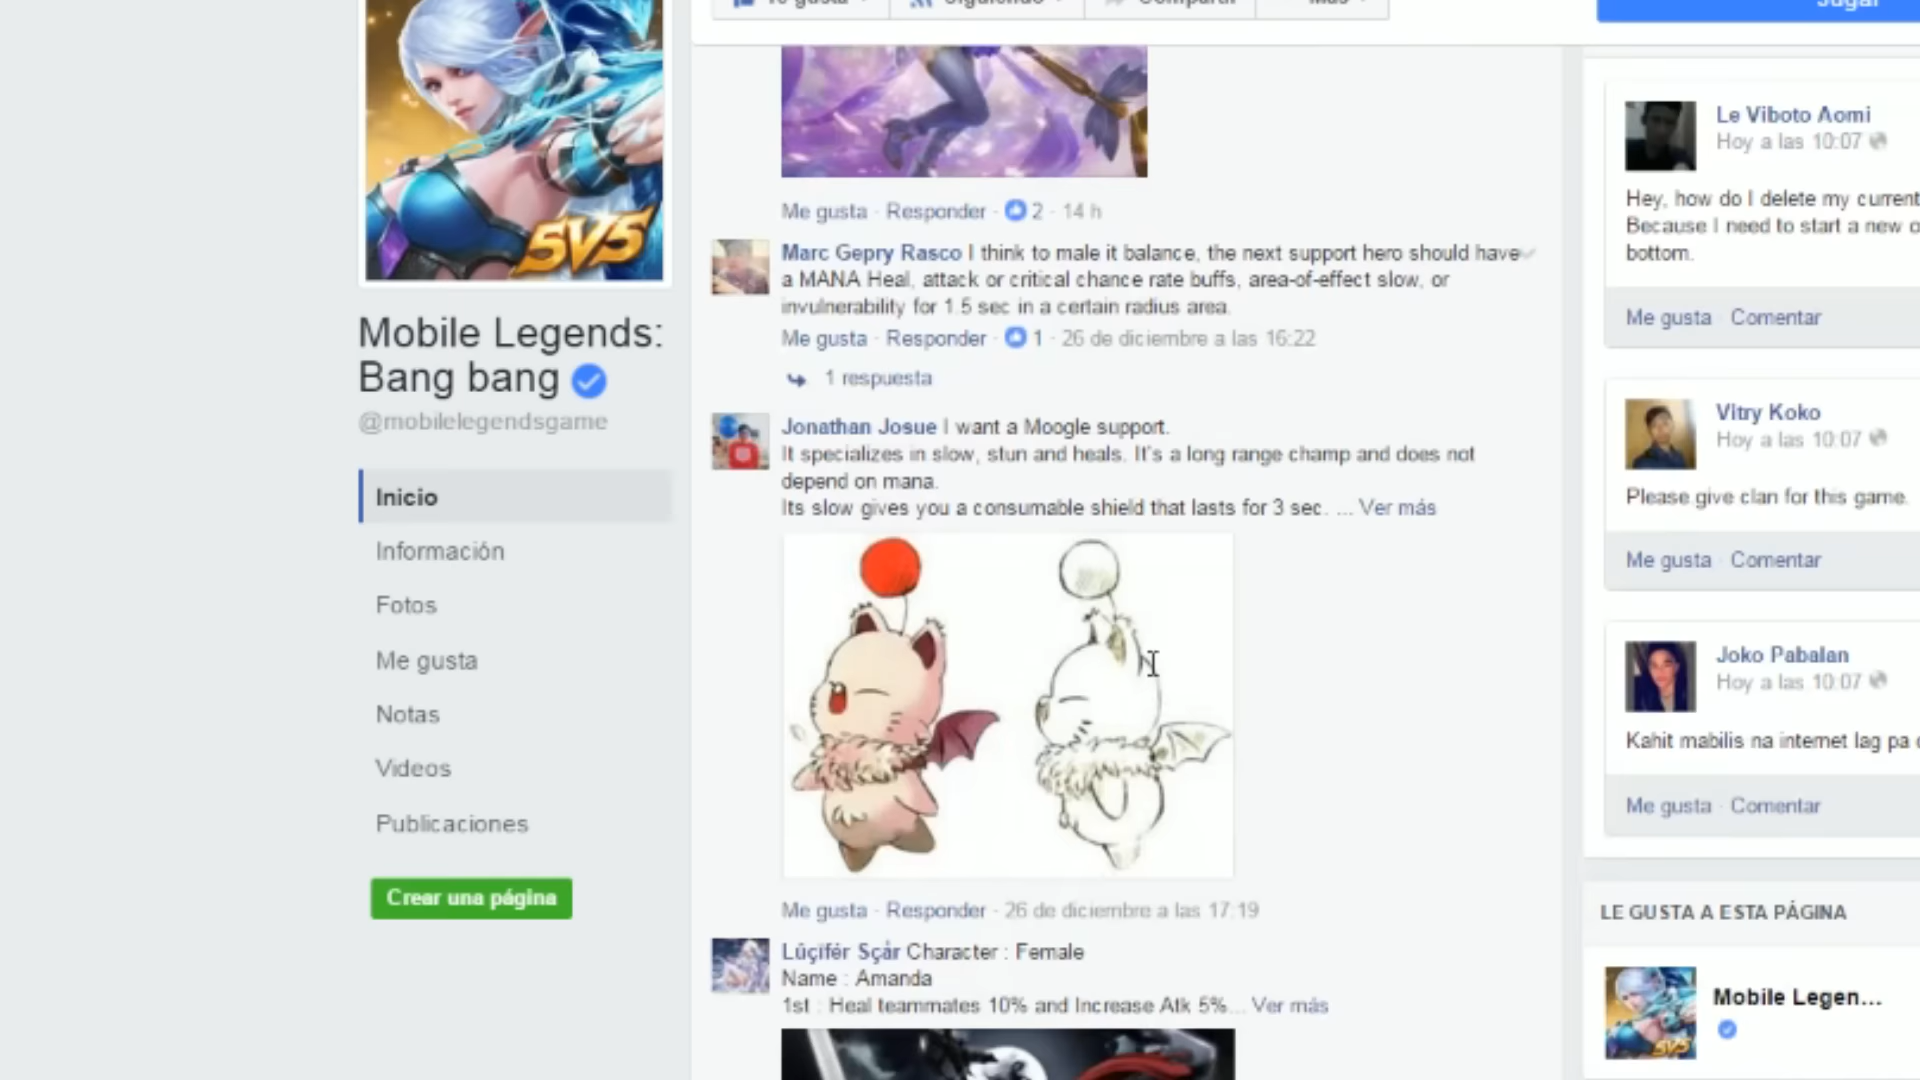 Te gusta
Siguiendo
Compartir
Más
Jugar
5V5
Mobile Legends:
Bang bang
@mobilelegendsgame
Inicio
Información
Fotos
Me gusta
Notas
Videos
Publicaciones
Crear una página
Me gusta · Responder · 2 · 14 h
Marc Gepry Rasco I think to male it balance, the next support hero should have
a MANA Heal, attack or critical chance rate buffs, area-of-effect slow, or
invulnerability for 1.5 sec in a certain radius area.
Me gusta · Responder · 1 · 26 de diciembre a las 16:22
1 respuesta
Jonathan Josue I want a Moogle support.
It specializes in slow, stun and heals. It's a long range champ and does not
depend on mana.
Its slow gives you a consumable shield that lasts for 3 sec. ... Ver más
Me gusta · Responder · 26 de diciembre a las 17:19
Lûçïfér Sçår Character : Female
Name : Amanda
1st : Heal teammates 10% and Increase Atk 5%... Ver más
Le Viboto Aomi
Hoy a las 10:07
Hey, how do I delete my current
Because I need to start a new o
bottom.
Me gusta · Comentar
Vitry Koko
Hoy a las 10:07
Please give clan for this game.
Me gusta · Comentar
Joko Pabalan
Hoy a las 10:07
Kahit mabilis na internet lag pa
Me gusta · Comentar
LE GUSTA A ESTA PÁGINA
Mobile Legen...
5V5